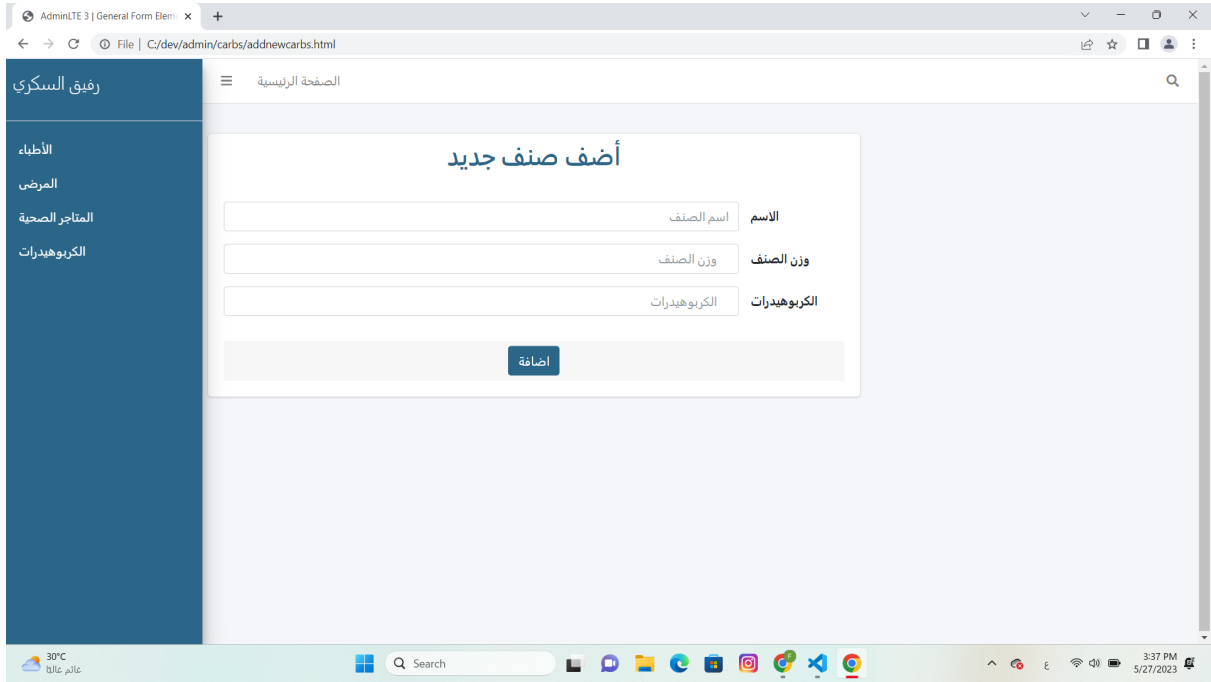 AdminLTE 3 | General Form Elem
File | C:/dev/admin/carbs/addnewcarbs.html
رفيق السكري
الصفحة الرئيسية
الأطباء
المرضى
المتاجر الصحية
الكربوهيدرات
أضف صنف جديد
الاسم
اسم الصنف
وزن الصنف
وزن الصنف
الكربوهيدرات
الكربوهيدرات
اضافة
30°C
غائم غالبًا
Search
ع
3:37 PM
5/27/2023